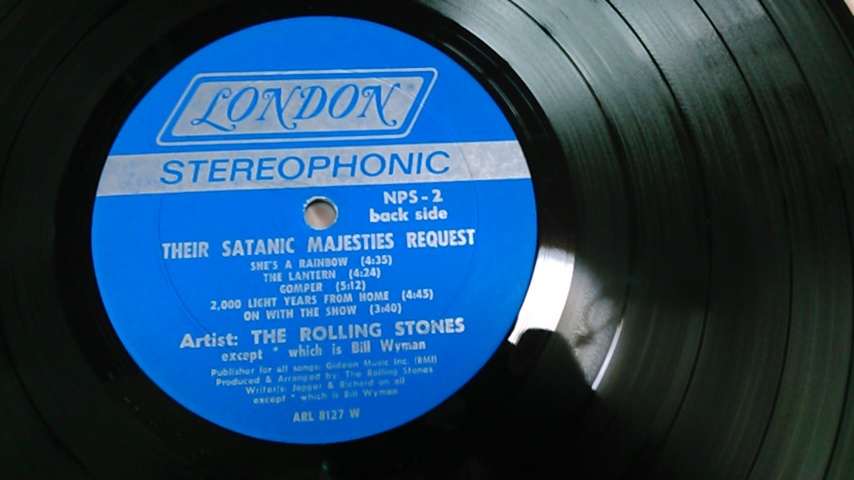 LONDON
STEREOPHONIC
NPS-2
back side
THEIR SATANIC MAJESTIES REQUEST
SHE'S A RAINBOW (4:35)
THE LANTERN (4:24)
GOMPER (5:12)
2,000 LIGHT YEARS FROM HOME (4:45)
ON WITH THE SHOW (3:40)
Artist: THE ROLLING STONES
except * which is Bill Wyman
Publisher for all songs: Gideon Music Inc. (BMI)
Produced & Arranged by: The Rolling Stones
Writer/s: Jagger & Richard on all
except * which is Bill Wyman
ARL 8127 W